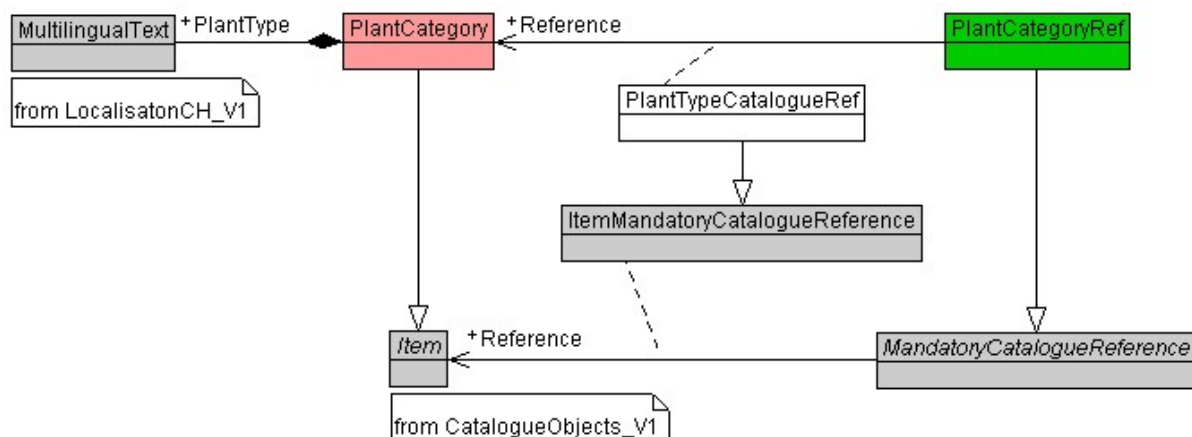 MultilingualText
+PlantType
PlantCategory
+Reference
PlantCategoryRef
from LocalisatonCH_V1
PlantTypeCatalogueRef
ItemMandatoryCatalogueReference
Item
+Reference
MandatoryCatalogueReference
from CatalogueObjects_V1